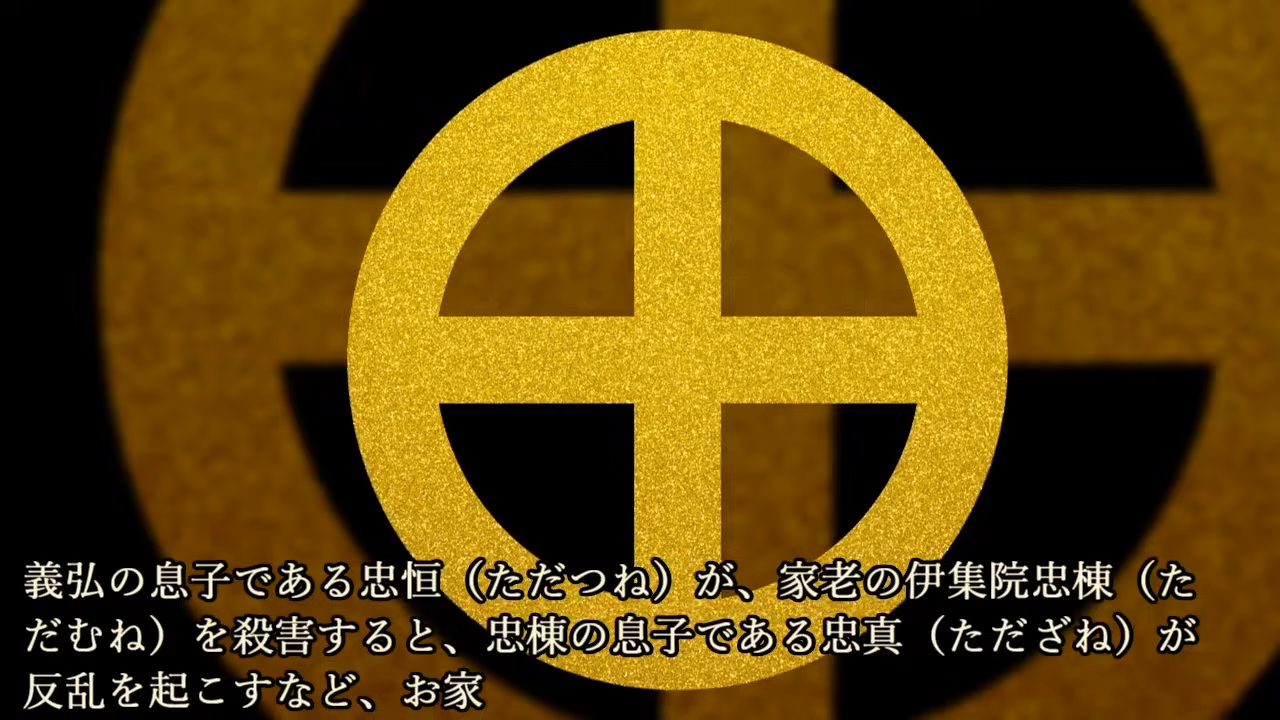 義弘の息子である忠恒（ただつね）が、家老の伊集院忠棟（た
だむね）を殺害すると、忠棟の息子である忠真（ただざね）が
反乱を起こすなど、お家